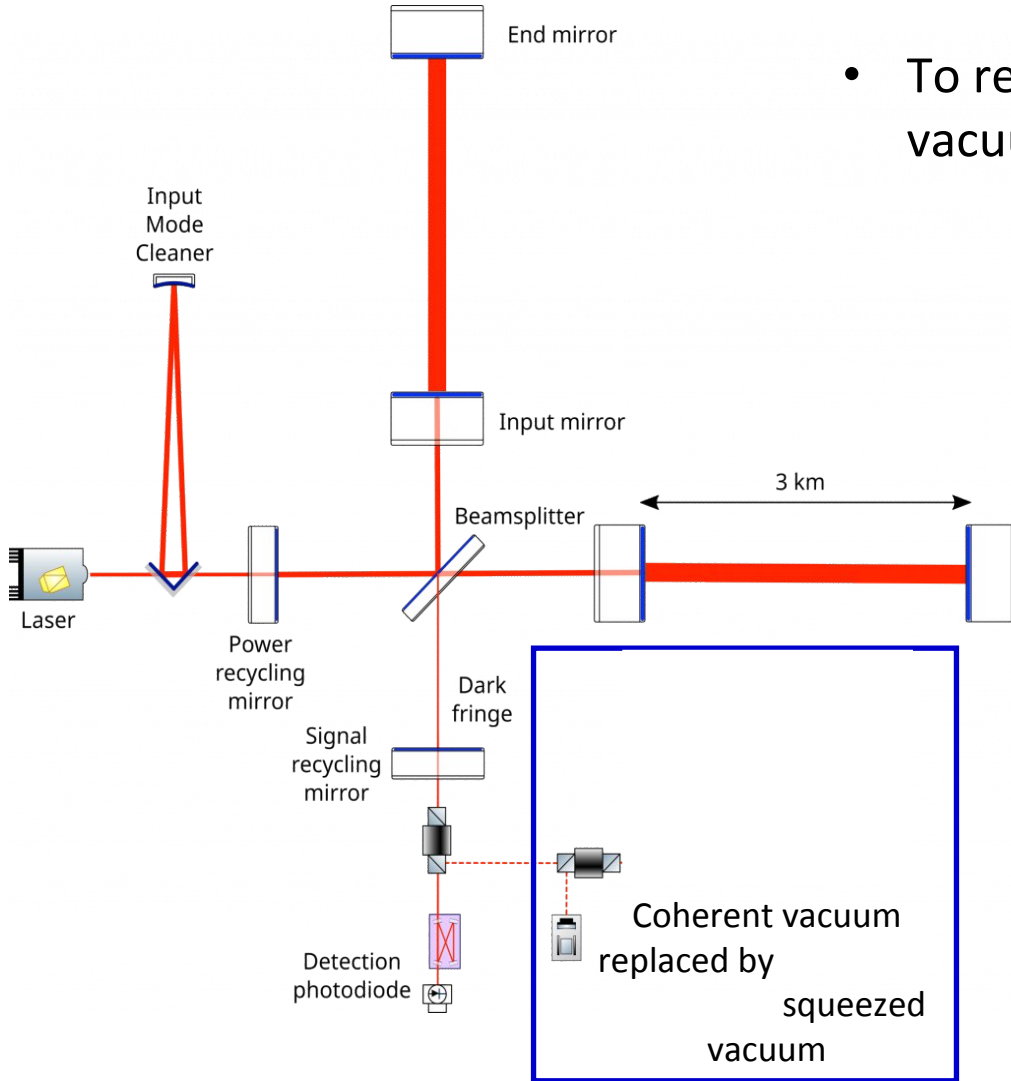 End mirror
• To re
vacuu
Input
Mode
Cleaner
Input mirror
3 km
Beamsplitter
Laser
Power
recycling
mirror
Dark
fringe
Signal
recycling
mirror
Coherent vacuum
replaced by
squeezed
vacuum
Detection
photodiode